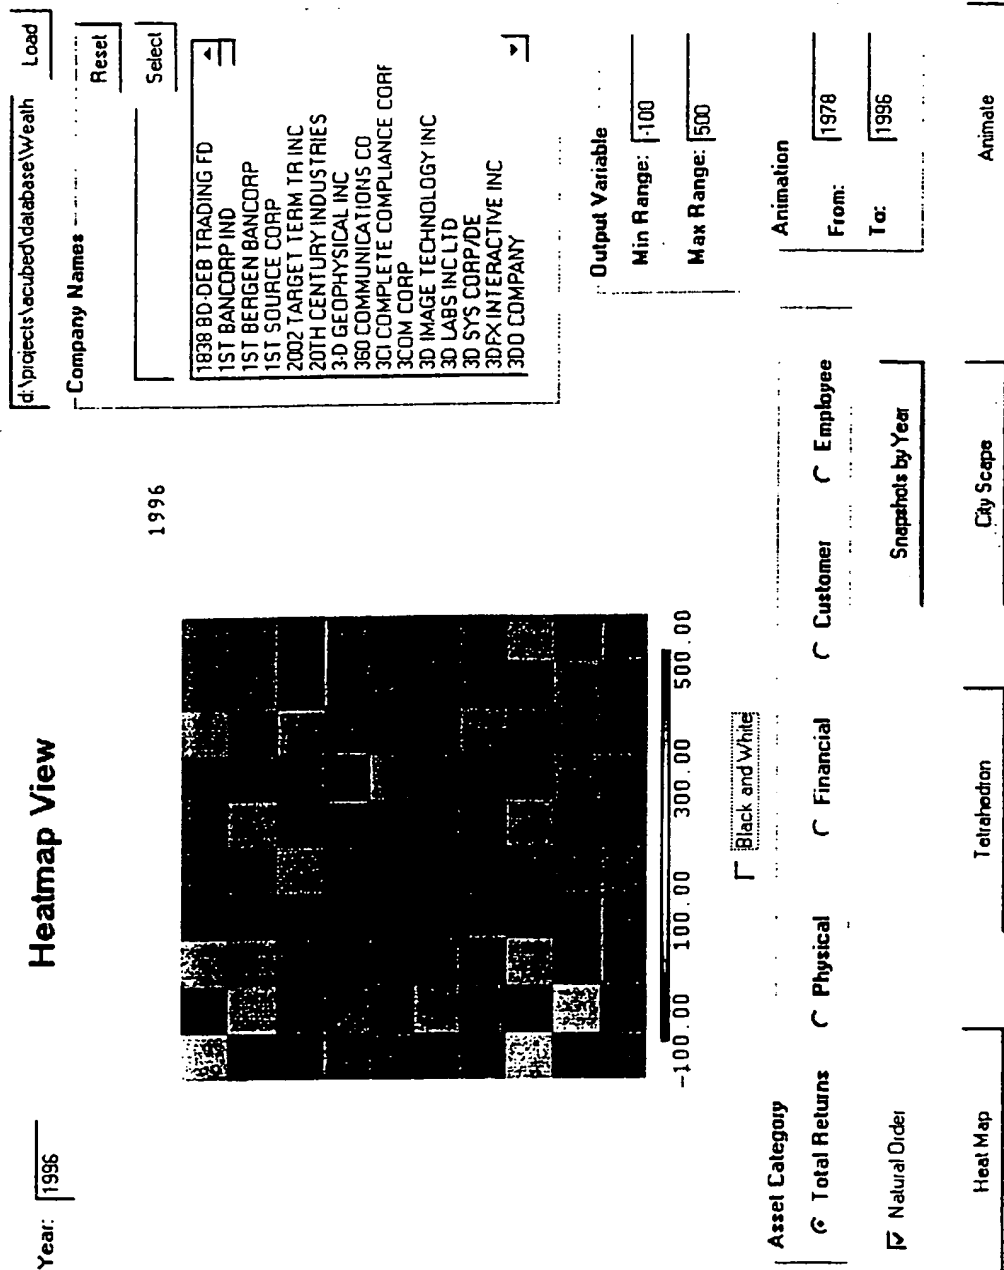 Year: 1996
Heatmap View
d:\projects\acubed\database\Weath
Load
Company Names
Reset
Select
1996
1838 BD-DEB TRADING FD
1ST BANCORP IND
1ST BERGEN BANCORP
1ST SOURCE CORP
2002 TARGET TERM TR INC
20TH CENTURY INDUSTRIES
3-D GEOPHYSICAL INC
360 COMMUNICATIONS CO
3CI COMPLETE COMPLIANCE CORF
3COM CORP
3D IMAGE TECHNOLOGY INC
3D LABS INC LTD
3D SYS CORP/DE
3DFX INTERACTIVE INC
3DO COMPANY
-100.00 100.00 300.00 500.00
Black and White
Output Variable
Min Range: -100
Max Range: 500
Asset Category
Total Returns
Physical
Financial
Customer
Employee
Animation
From: 1978
To: 1996
Natural Order
Snapshots by Year
Heat Map
Tetrahedron
City Scape
Animate